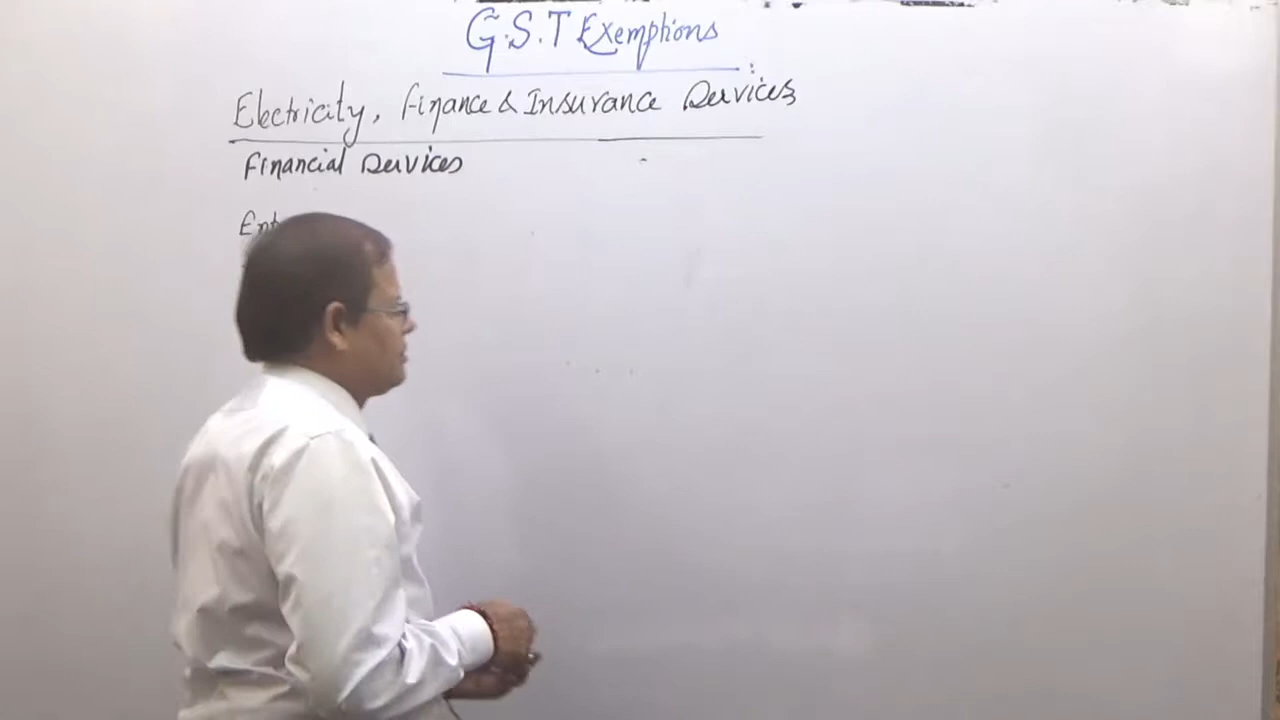 G.S.T Exemptions
Electricity, Finance & Insurance Services
Financial Services